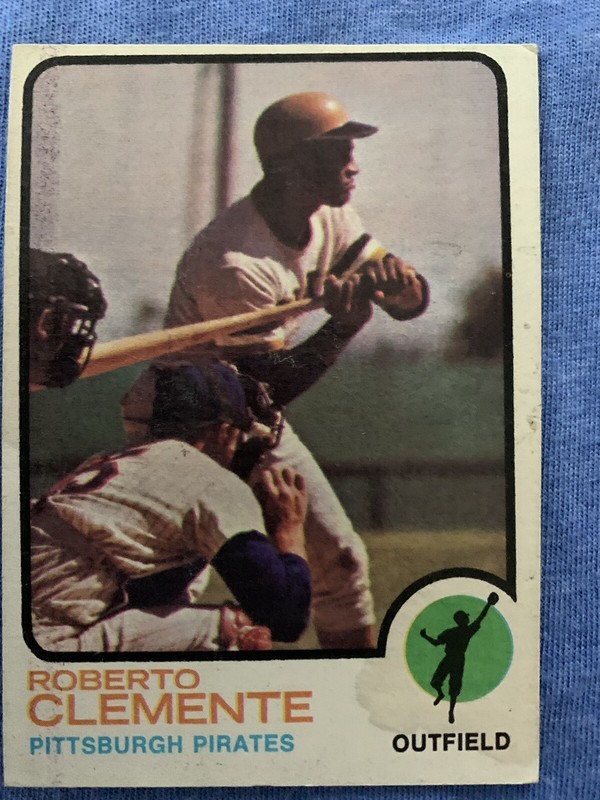 ROBERTO
CLEMENTE
PITTSBURGH PIRATES
OUTFIELD